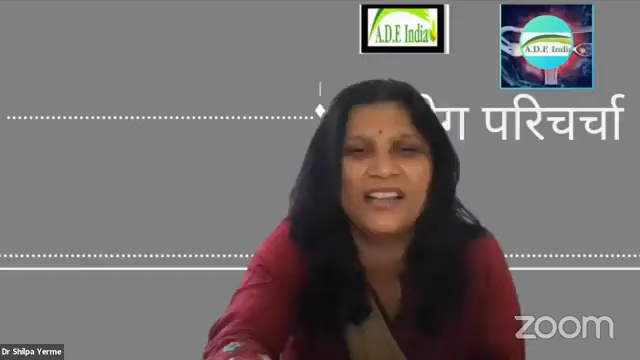 A.D.F. India
A.D.F. India
परिचर्चा
Dr Shilpa Yerme
zoom